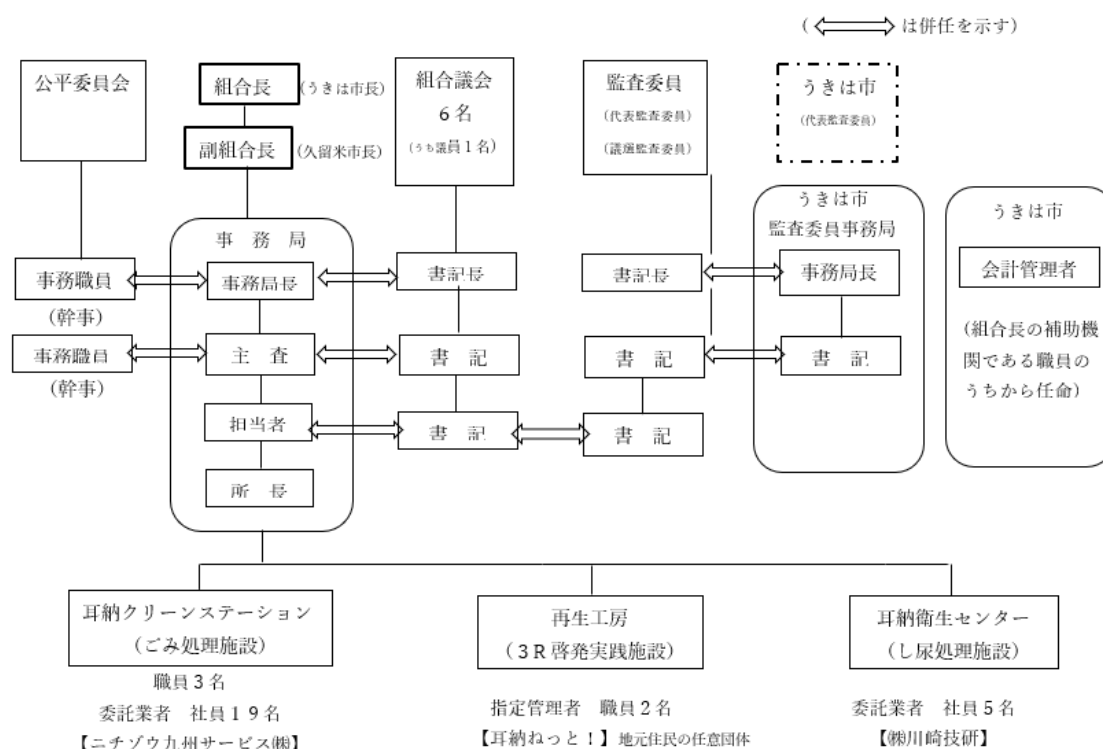 (⇔は併任を示す)
公平委員会
組合長 (うきは市長)
副組合長 (久留米市長)
組合議会
6名
(うち議員1名)
監査委員
(代表監査委員)
(議選監査委員)
うきは市
(代表監査委員)
事 務 局
うきは市
監査委員事務局
うきは市
事務職員
(幹事)
事務局長
書記長
書記長
事務局長
会計管理者
事務職員
(幹事)
主 査
書 記
書 記
書 記
(組合長の補助機
関である職員の
うちから任命)
担当者
書 記
書 記
所 長
耳納クリーンステーション
(ごみ処理施設)
職員3名
委託業者 社員19名
【ニチゾウ九州サービス㈱】
再生工房
(3R啓発実践施設)
指定管理者 職員2名
【耳納ねっと!】地元住民の任意団体
耳納衛生センター
(し尿処理施設)
委託業者 社員5名
【㈱川崎技研】